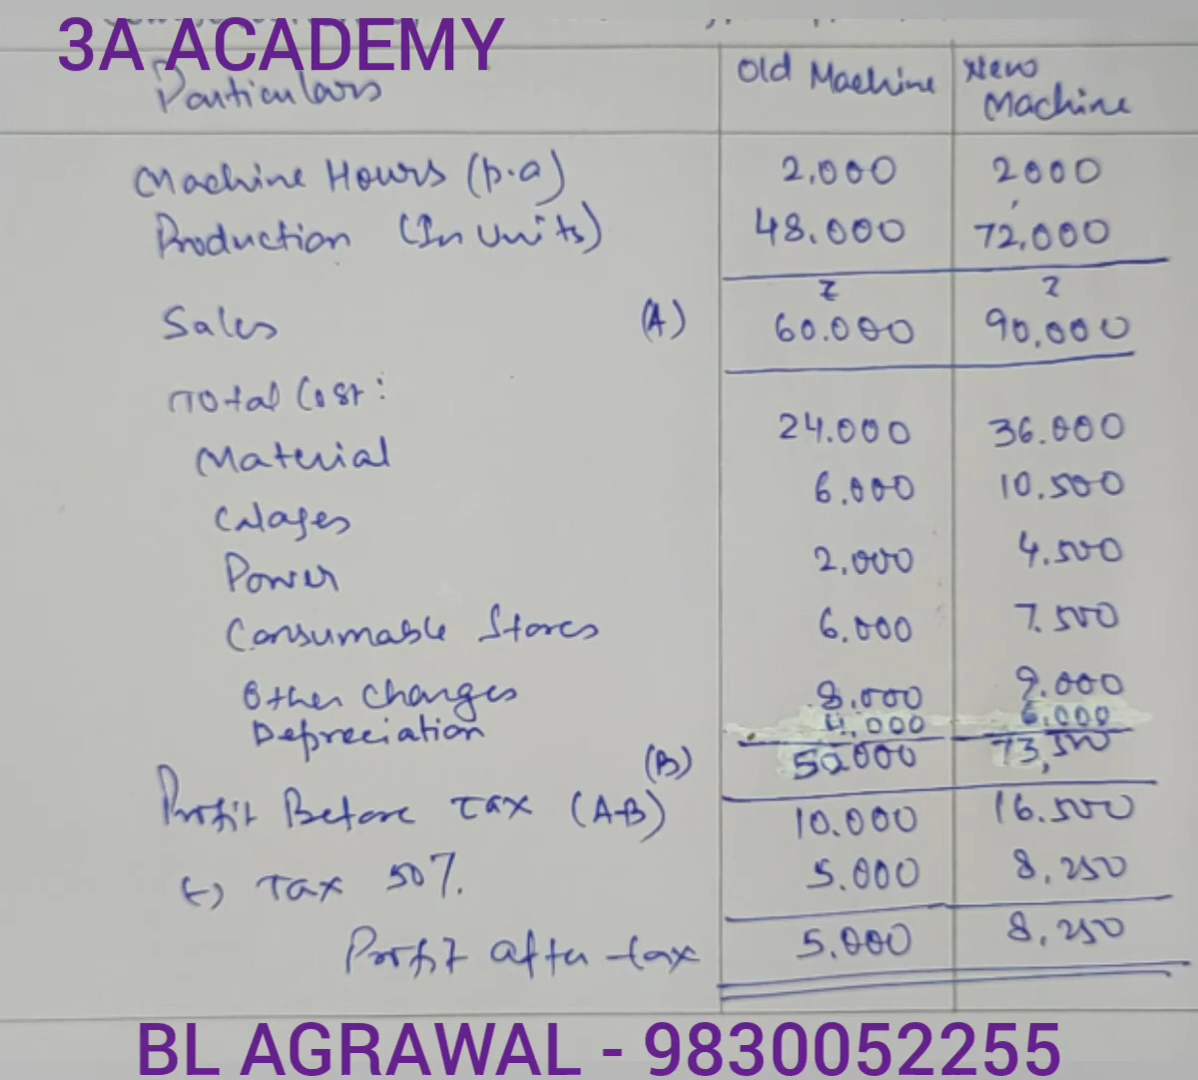 3A ACADEMY
Particulars Old Machine New Machine
Machine Hours (p.a) 2,000 2000
Production (In Units) 48.000 72,000
₹ ₹
Sales (A) 60.000 90,000
Total Cost:
Material 24.000 36.000
Wages 6.000 10.500
Power 2,000 4.500
Consumable Stores 6.000 7.500
Other Charges 8.000 9.000
Depreciation 4,000 6,000
(B) 50000 73,500
Profit Before Tax (A-B) 10.000 16.500
(-) Tax 50% 5.000 8,250
Profit after tax 5,000 8,250
BL AGRAWAL - 9830052255